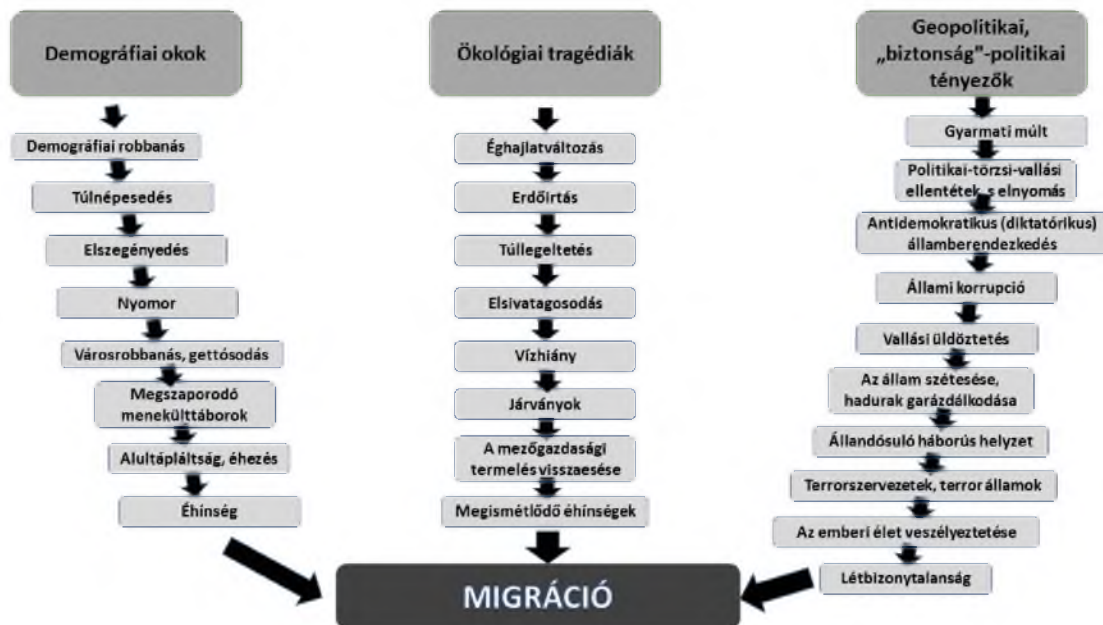 Demográfiai okok
Demográfiai robbanás
Túlnépesedés
Elszegényedés
Nyomor
Városrobbanás, gettósodás
Megszaporodó
menekülttáborok
Alultápláltság, éhezés
Éhínség
Ökológiai tragédiák
Éghajlatváltozás
Erdőirtás
Túllegeltetés
Elsivatagosodás
Vízhiány
Járványok
A mezőgazdasági
termelés visszaesése
Megismétlődő éhínségek
Geopolitikai,
„biztonság"-politikai
tényezők
Gyarmati múlt
Politikai-törzsi-vallási
ellentétek, s elnyomás
Antidemokratikus (diktatórikus)
államberendezkedés
Állami korrupció
Vallási üldöztetés
Az állam szétesése,
hadurak garázdálkodása
Állandósuló háborús helyzet
Terrorszervezetek, terror államok
Az emberi élet veszélyeztetése
Létbizonytalanság
MIGRÁCIÓ